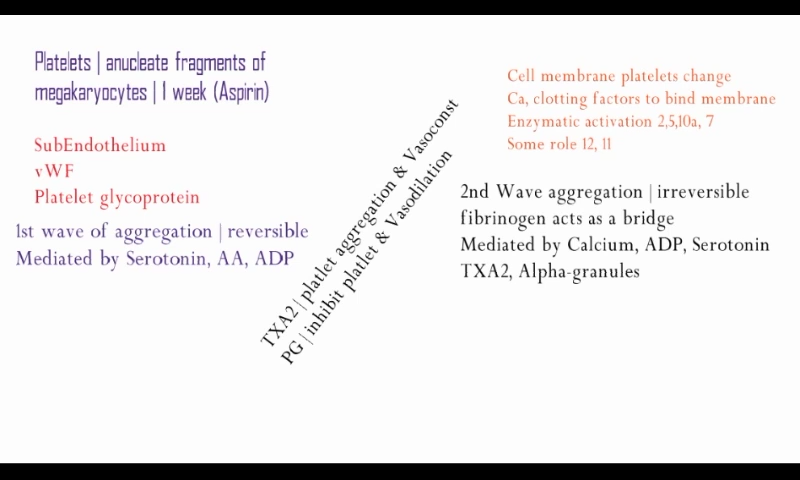 Platelets | anucleate fragments of
megakaryocytes | 1 week (Aspirin)
SubEndothelium
vWF
Platelet glycoprotein
1st wave of aggregation | reversible
Mediated by Serotonin, AA, ADP
TXA2 | platlet aggregation & Vasoconst
PG | inhibit platlet & Vasodilation
Cell membrane platelets change
Ca, clotting factors to bind membrane
Enzymatic activation 2,5,10a, 7
Some role 12, 11
2nd Wave aggregation | irreversible
fibrinogen acts as a bridge
Mediated by Calcium, ADP, Serotonin
TXA2, Alpha-granules